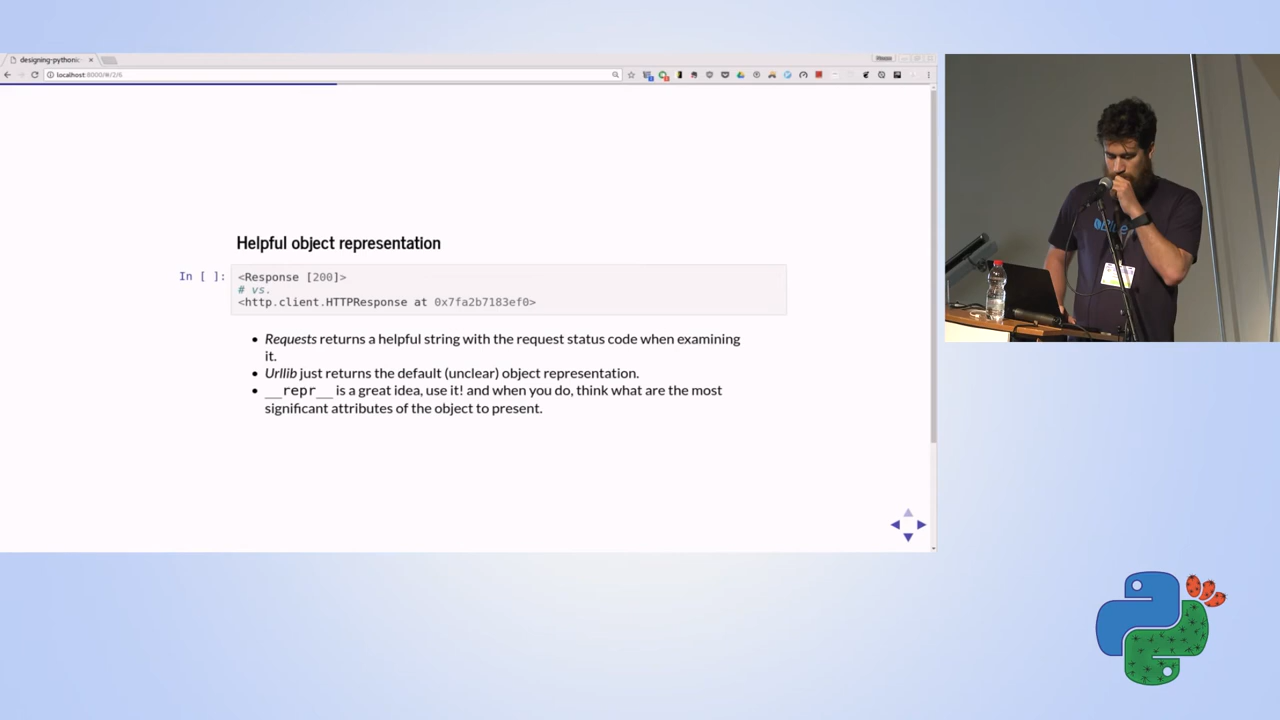 designing-pythonic
localhost:8000/#/2/6
Helpful object representation
In [ ]:
<Response [200]>
# vs.
<http.client.HTTPResponse at 0x7fa2b7183ef0>
• Requests returns a helpful string with the request status code when examining
it.
• Urllib just returns the default (unclear) object representation.
• __repr__ is a great idea, use it! and when you do, think what are the most
significant attributes of the object to present.
Blue